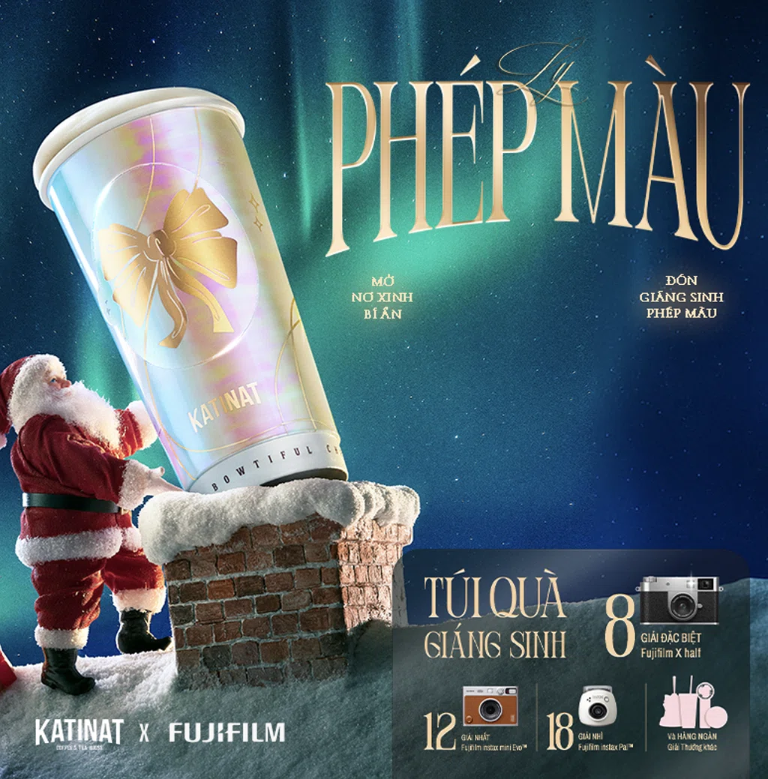 Ly
PHÉP MÀU
MỞ
NƠ XINH
BÍ ẨN
ĐÓN
GIÁNG SINH
PHÉP MÀU
KATINAT
BOWTIFUL
TÚI QUÀ
GIÁNG SINH
8
GIẢI ĐẶC BIỆT
Fujifilm X half
12
GIẢI NHẤT
Fujifilm instax mini Evo™
18
GIẢI NHÌ
Fujifilm instax Pal™
Và HÀNG NGÀN
Giải Thưởng khác
KATINAT
X
FUJIFILM